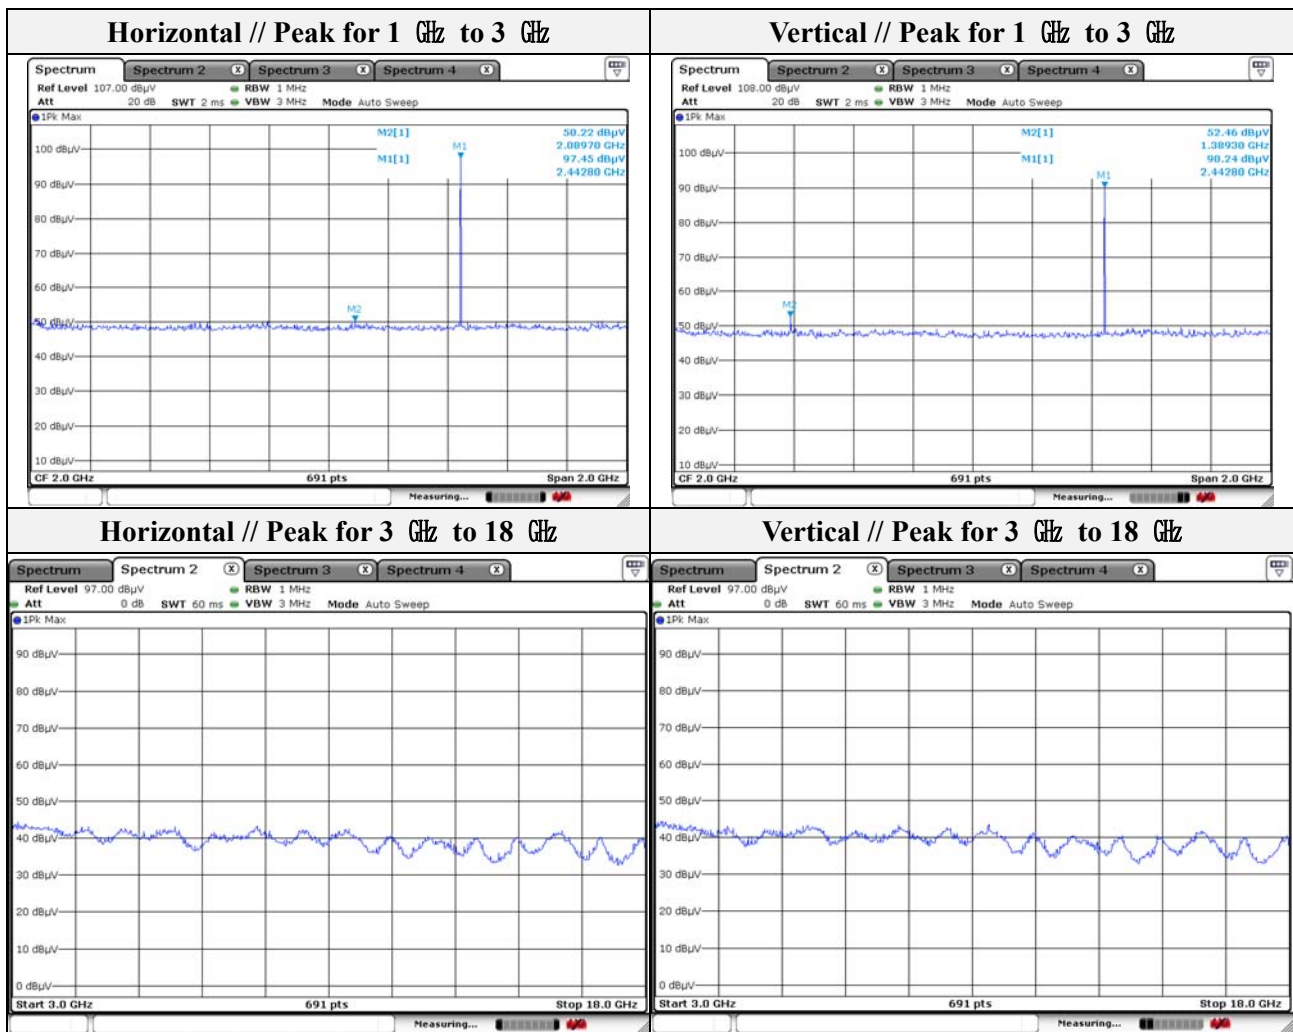 Horizontal // Peak for 1 ㎓ to 3 ㎓
Vertical // Peak for 1 ㎓ to 3 ㎓
Spectrum Spectrum 2 Spectrum 3 Spectrum 4
Ref Level 107.00 dBµV RBW 1 MHz
Att 20 dB SWT 2 ms VBW 3 MHz Mode Auto Sweep
1Pk Max
M2[1] 50.22 dBµV
2.08970 GHz
M1[1] 97.45 dBµV
2.44280 GHz
M1
M2
100 dBµV
90 dBµV
80 dBµV
70 dBµV
60 dBµV
50 dBµV
40 dBµV
30 dBµV
20 dBµV
10 dBµV
CF 2.0 GHz 691 pts Span 2.0 GHz
Measuring...
Spectrum Spectrum 2 Spectrum 3 Spectrum 4
Ref Level 108.00 dBµV RBW 1 MHz
Att 20 dB SWT 2 ms VBW 3 MHz Mode Auto Sweep
1Pk Max
M2[1] 52.46 dBµV
1.38930 GHz
M1[1] 90.24 dBµV
2.44280 GHz
M1
M2
100 dBµV
90 dBµV
80 dBµV
70 dBµV
60 dBµV
50 dBµV
40 dBµV
30 dBµV
20 dBµV
10 dBµV
CF 2.0 GHz 691 pts Span 2.0 GHz
Measuring...
Horizontal // Peak for 3 ㎓ to 18 ㎓
Vertical // Peak for 3 ㎓ to 18 ㎓
Spectrum Spectrum 2 Spectrum 3 Spectrum 4
Ref Level 97.00 dBµV RBW 1 MHz
Att 0 dB SWT 60 ms VBW 3 MHz Mode Auto Sweep
1Pk Max
90 dBµV
80 dBµV
70 dBµV
60 dBµV
50 dBµV
40 dBµV
30 dBµV
20 dBµV
10 dBµV
0 dBµV
Start 3.0 GHz 691 pts Stop 18.0 GHz
Measuring...
Spectrum Spectrum 2 Spectrum 3 Spectrum 4
Ref Level 97.00 dBµV RBW 1 MHz
Att 0 dB SWT 60 ms VBW 3 MHz Mode Auto Sweep
1Pk Max
90 dBµV
80 dBµV
70 dBµV
60 dBµV
50 dBµV
40 dBµV
30 dBµV
20 dBµV
10 dBµV
0 dBµV
Start 3.0 GHz 691 pts Stop 18.0 GHz
Measuring...